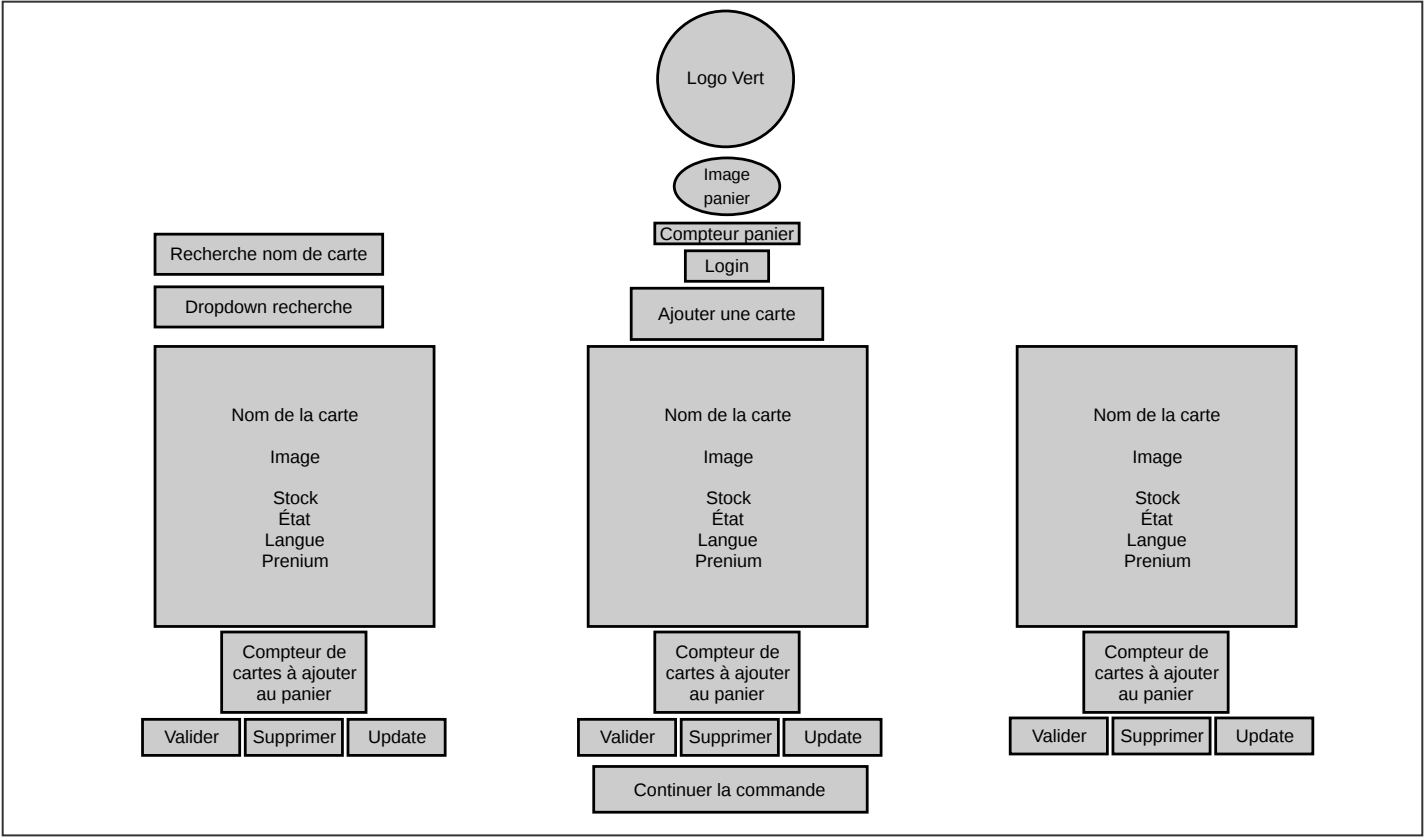 Logo Vert
Image
panier
Compteur panier
Login
Ajouter une carte
Recherche nom de carte
Dropdown recherche
Nom de la carte
Image
Stock
État
Langue
Prenium
Compteur de
cartes à ajouter
au panier
Valider
Supprimer
Update
Nom de la carte
Image
Stock
État
Langue
Prenium
Compteur de
cartes à ajouter
au panier
Valider
Supprimer
Update
Nom de la carte
Image
Stock
État
Langue
Prenium
Compteur de
cartes à ajouter
au panier
Valider
Supprimer
Update
Continuer la commande